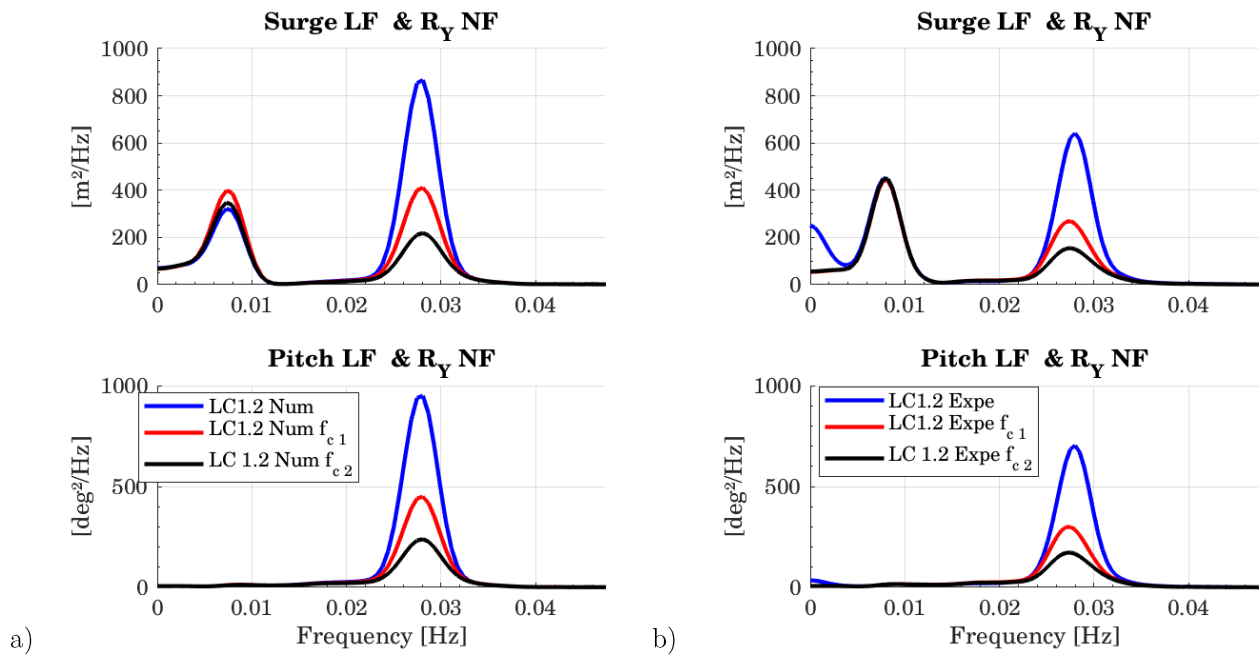 Surge LF & R_Y NF
1000
800
600
400
200
0
[m²/Hz]
0 0.01 0.02 0.03 0.04
Pitch LF & R_Y NF
1000
500
0
[deg²/Hz]
LC1.2 Num
LC1.2 Num f_c 1
LC 1.2 Num f_c 2
0 0.01 0.02 0.03 0.04
Frequency [Hz]
a)
Surge LF & R_Y NF
1000
800
600
400
200
0
[m²/Hz]
0 0.01 0.02 0.03 0.04
Pitch LF & R_Y NF
1000
500
0
[deg²/Hz]
LC1.2 Expe
LC1.2 Expe f_c 1
LC 1.2 Expe f_c 2
0 0.01 0.02 0.03 0.04
Frequency [Hz]
b)